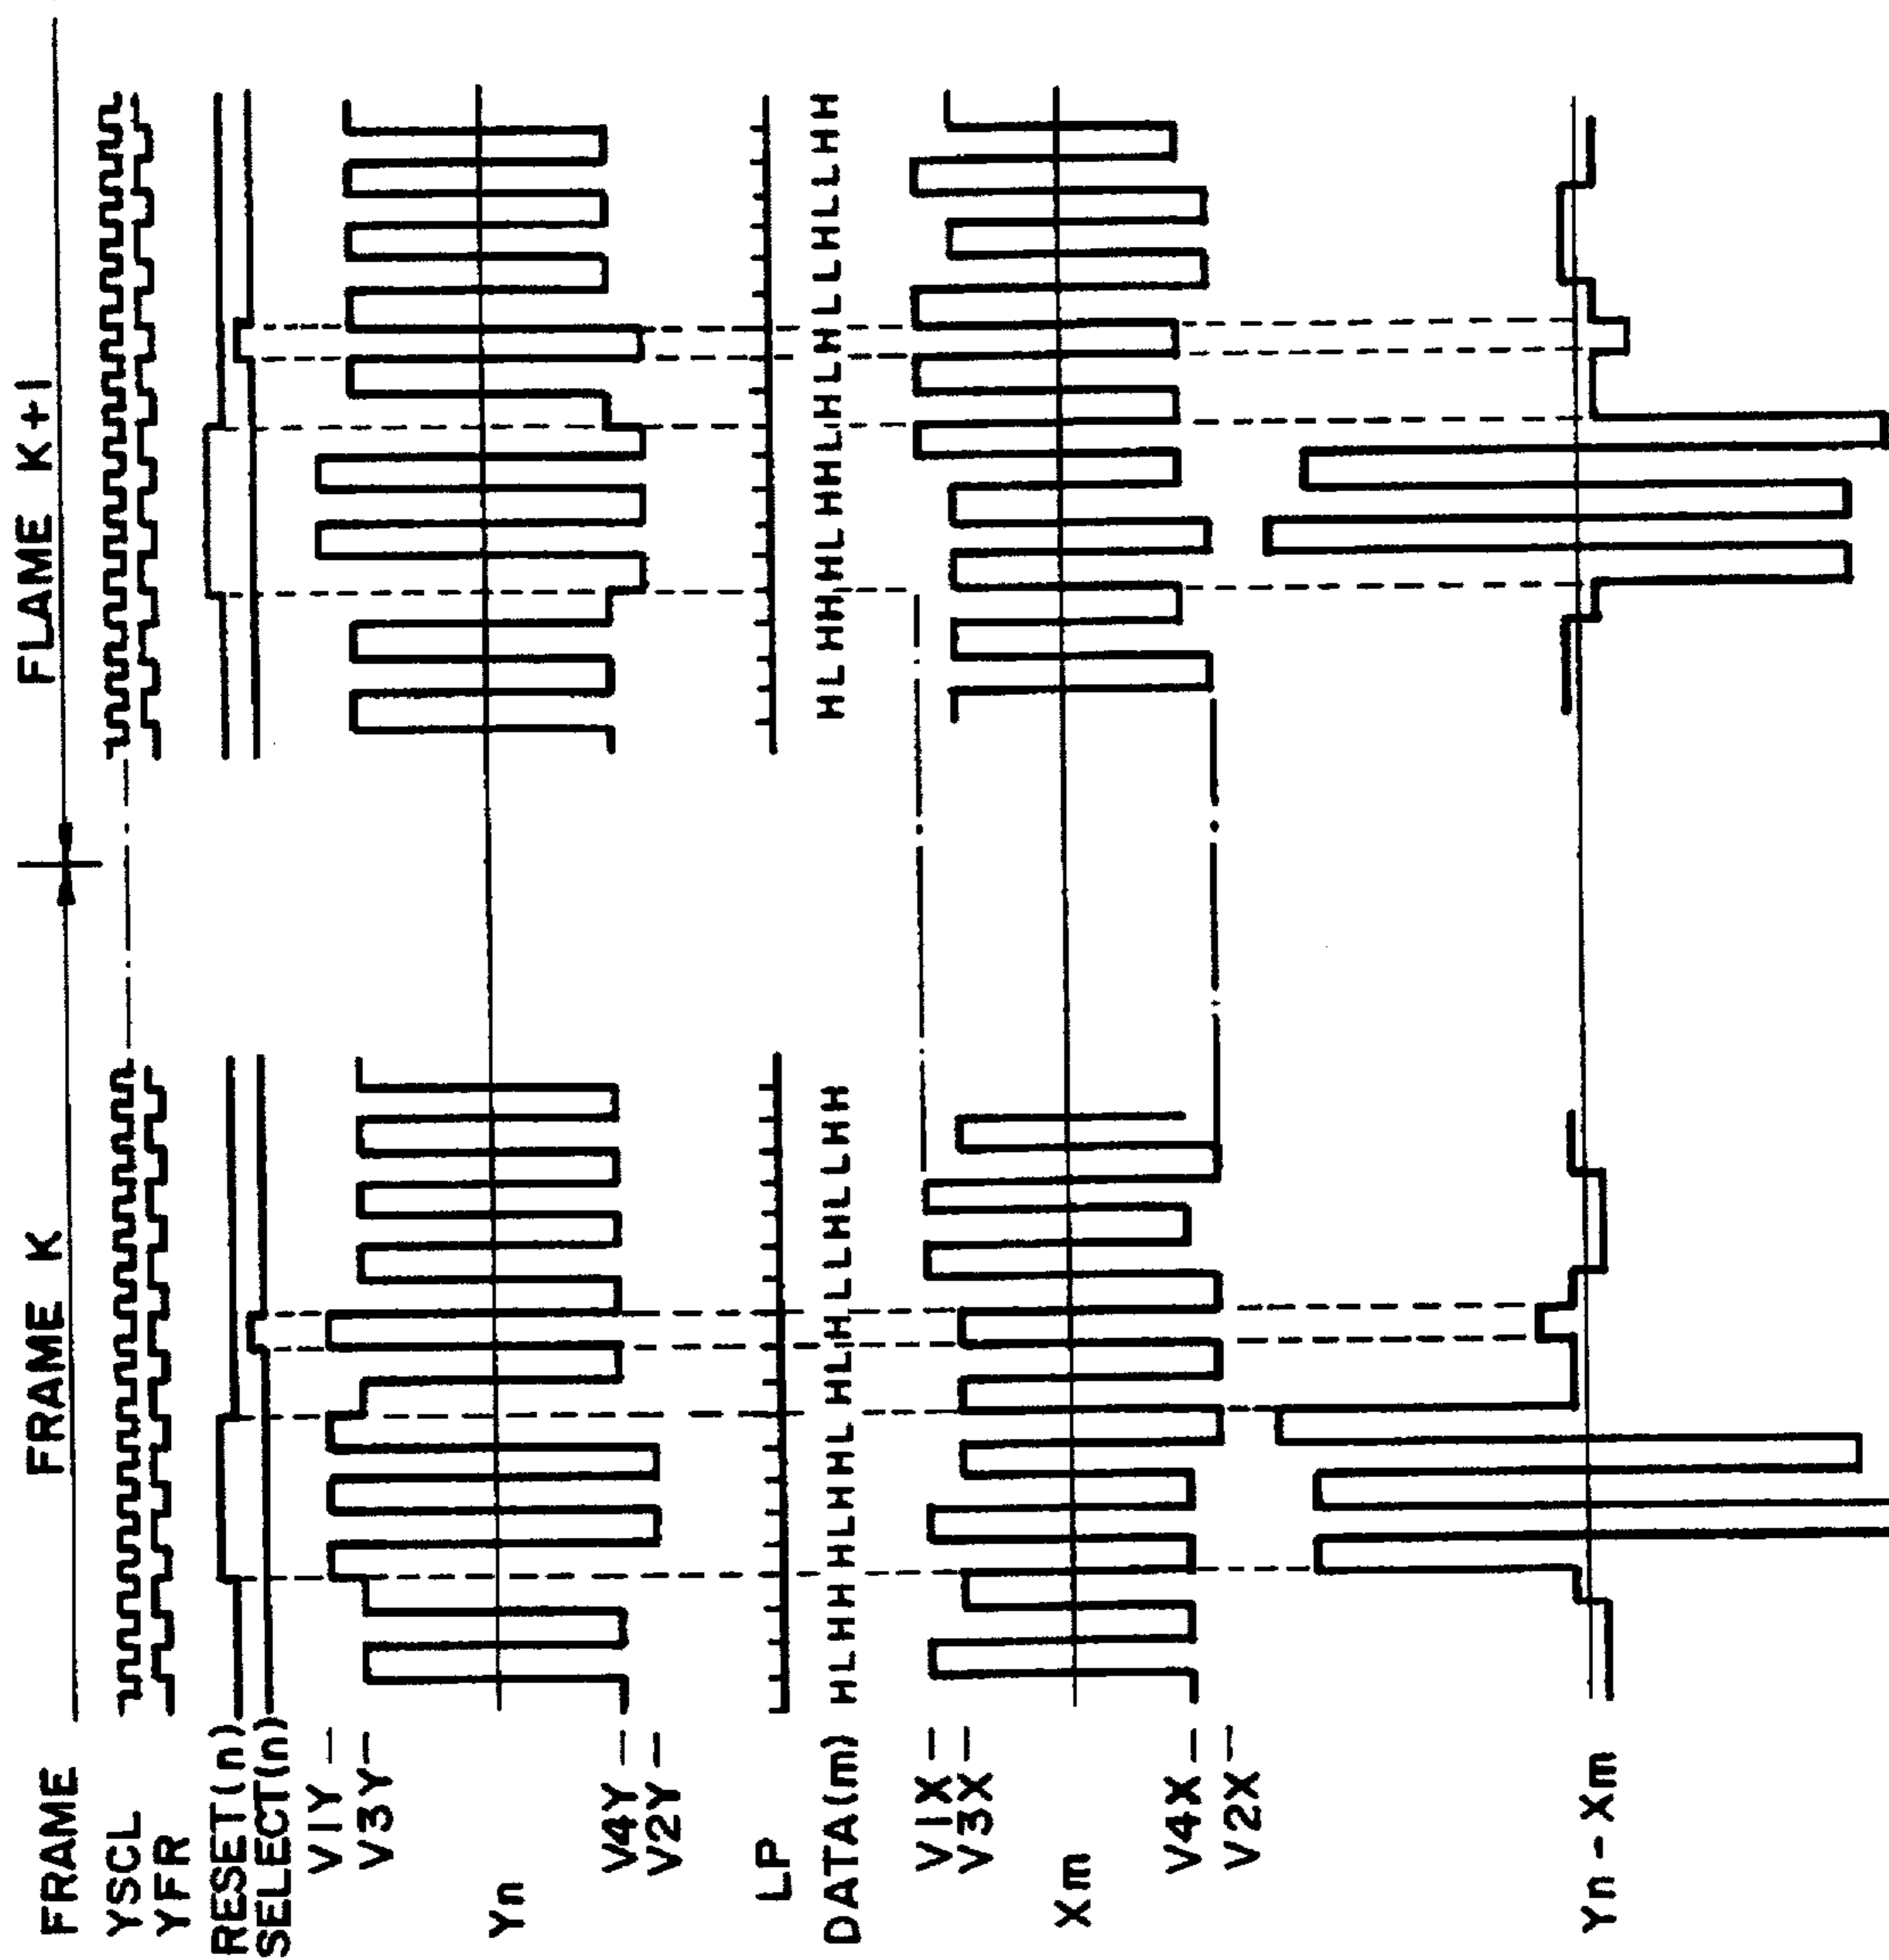 FRAME
FRAME K
FLAME K+1
YSCL
YFR
RESET(n)
SELECT(n)
V1Y
V3Y
Yn
V4Y
V2Y
LP
DATA(m)
V1X
V3X
Xm
V4X
V2X
Yn-Xm